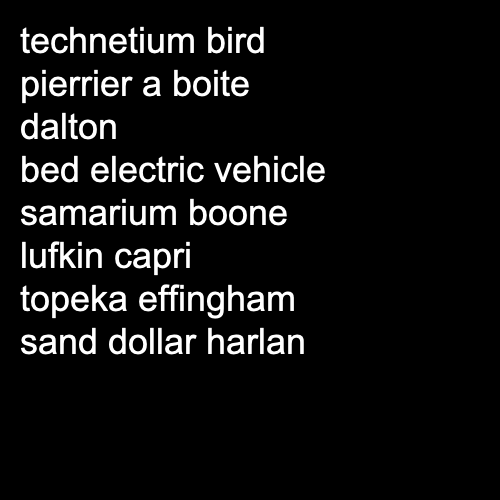 technetium bird
pierrier a boite
dalton
bed electric vehicle
samarium boone
lufkin capri
topeka effingham
sand dollar harlan